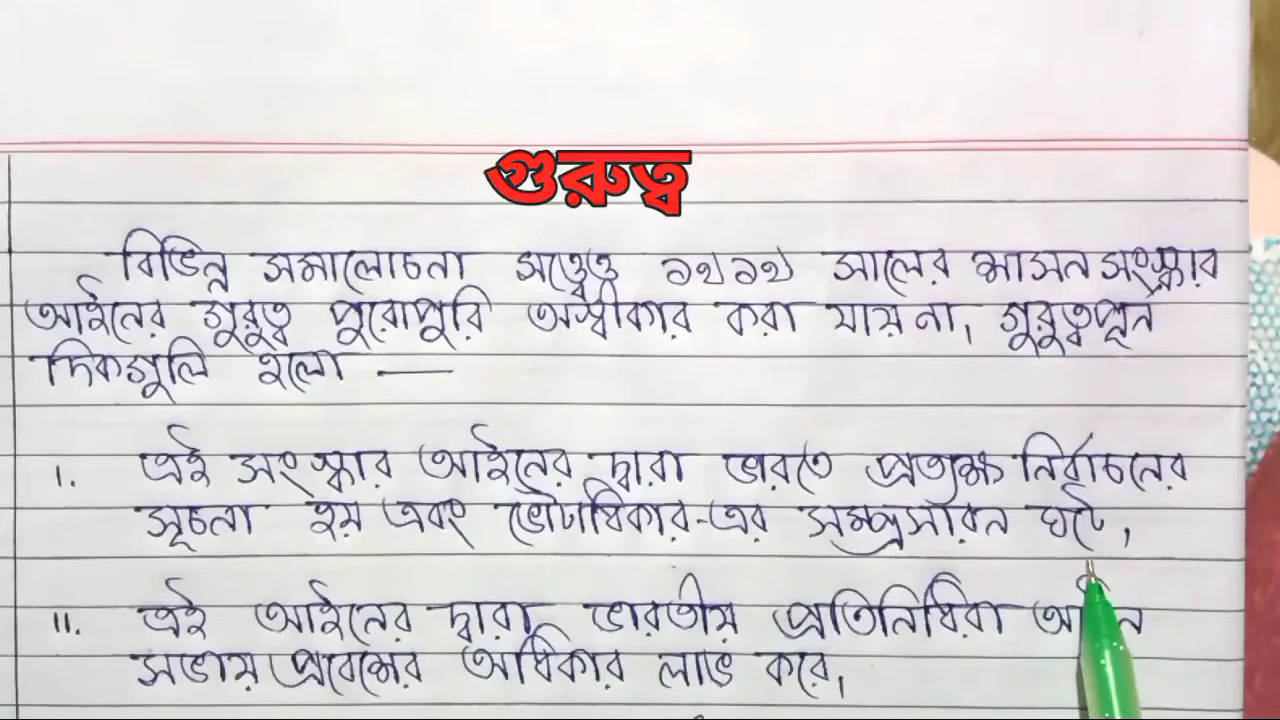 গুরুত্ব
বিভিন্ন সমালোচনা সত্ত্বেও ১৯১৯ সালের শাসন সংস্কার
আইনের গুরুত্ব পুরোপুরি অস্বীকার করা যায় না। গুরুত্বপূর্ন
দিকগুলি হলো —
I. এই সংস্কার আইনের দ্বারা ভারতে প্রত্যক্ষ নির্বাচনের
সূচনা হয় এবং ভোটাধিকার-এর সম্প্রসারন ঘটে।
II. এই আইনের দ্বারা ভারতীয় প্রতিনিধিরা
সভায় প্রবেশের অধিকার লাভ করে।